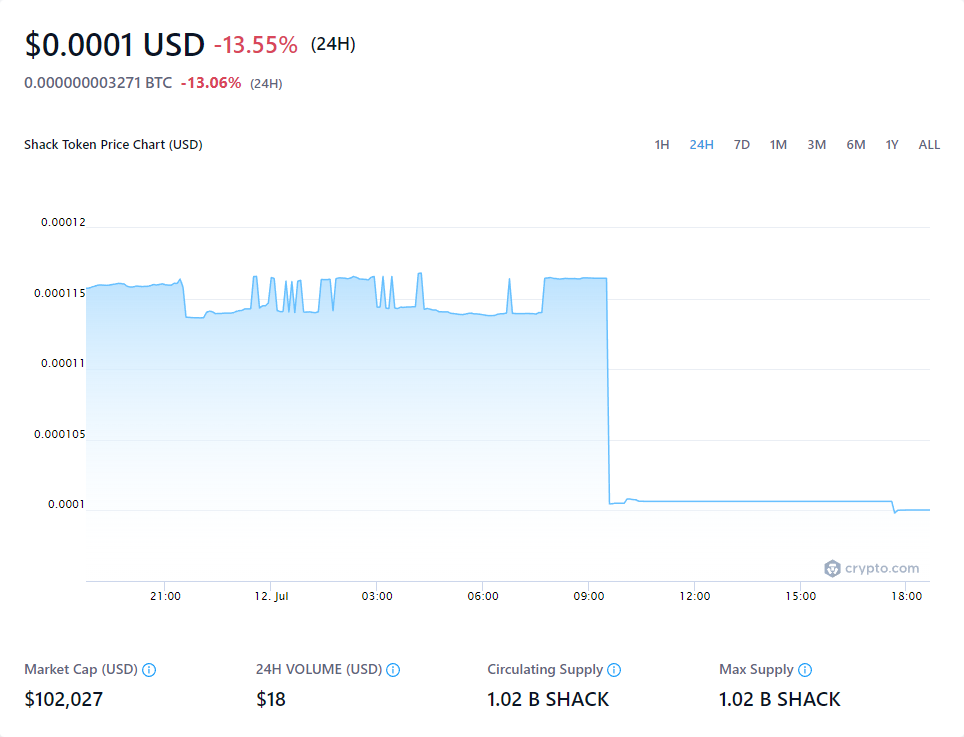 $0.0001 USD -13.55% (24H)
0.000000003271 BTC -13.06% (24H)
Shack Token Price Chart (USD) 1H 24H 7D 1M 3M 6M 1Y ALL
0.00012
0.000115
0.00011
0.000105
0.0001
crypto.com
21:00 12. Jul 03:00 06:00 09:00 12:00 15:00 18:00
Market Cap (USD) 24H VOLUME (USD) Circulating Supply Max Supply
$102,027 $18 1.02 B SHACK 1.02 B SHACK